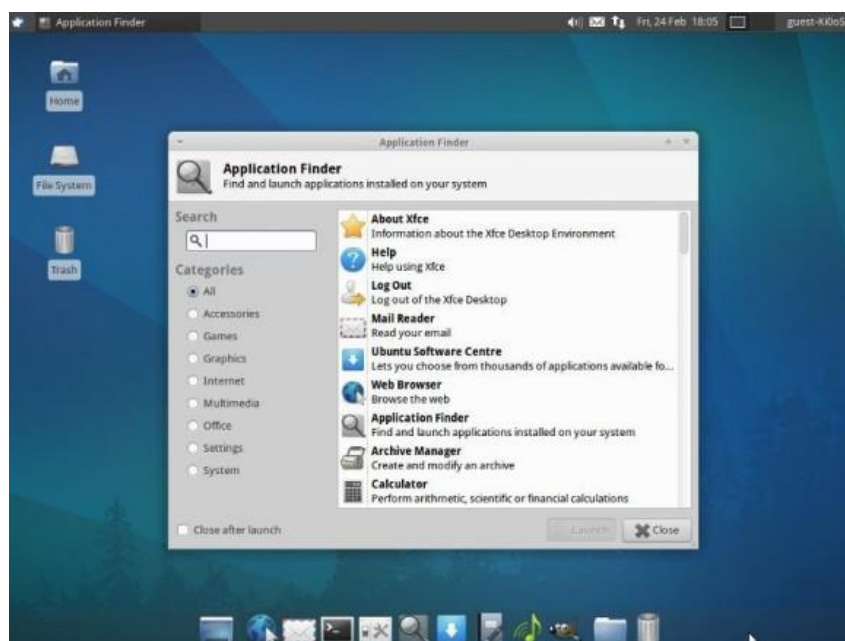 Application Finder
Fri, 24 Feb 18:05
Home
File System
Trash
Application Finder
Application Finder
Find and launch applications installed on your system
Search
Categories
All
Accessories
Games
Graphics
Internet
Multimedia
Office
Settings
System
About Xfce
Information about the Xfce Desktop Environment
Help
Help using Xfce
Log Out
Log out of the Xfce Desktop
Mail Reader
Read your email
Ubuntu Software Centre
Lets you choose from thousands of applications available fo...
Web Browser
Browse the web
Application Finder
Find and launch applications installed on your system
Archive Manager
Create and modify an archive
Calculator
Perform arithmetic, scientific or financial calculations
Close after launch
Launch
Close